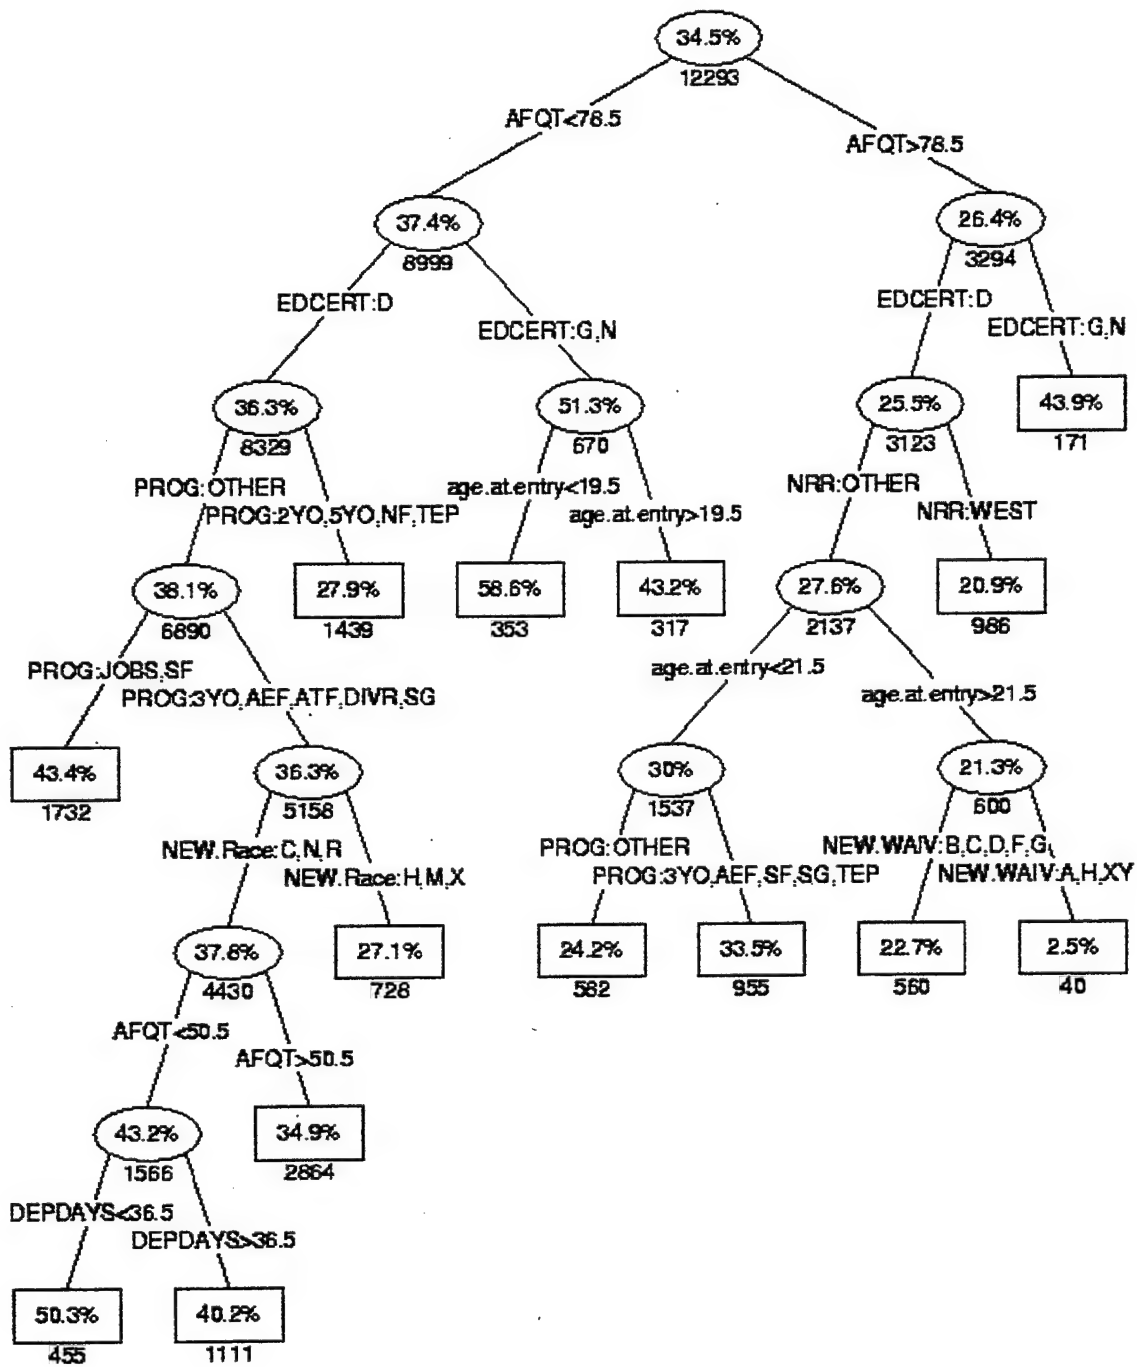 34.5%
12293
AFQT<78.5
AFQT>78.5
37.4%
8999
26.4%
3294
EDCERT:D
EDCERT:G,N
EDCERT:D
EDCERT:G,N
36.3%
8329
51.3%
670
25.5%
3123
43.9%
171
PROG:OTHER
PROG:2YO,5YO,NF,TEP
age.at.entry<19.5
age.at.entry>19.5
NRR:OTHER
NRR:WEST
38.1%
6890
27.9%
1439
58.6%
353
43.2%
317
27.6%
2137
20.9%
986
PROG:JOBS,SF
PROG:3YO,AEF,ATF,DIVR,SG
age.at.entry<21.5
age.at.entry>21.5
43.4%
1732
36.3%
5158
30%
1537
21.3%
600
NEW.Race:C,N,R
NEW.Race:H,M,X
PROG:OTHER
PROG:3YO,AEF,SF,SG,TEP
NEW.WAIV:B,C,D,F,G
NEW.WAIV:A,H,XY
37.8%
4430
27.1%
728
24.2%
582
33.5%
955
22.7%
560
2.5%
40
AFQT<50.5
AFQT>50.5
43.2%
1566
34.9%
2864
DEPDAYS<36.5
DEPDAYS>36.5
50.3%
455
40.2%
1111